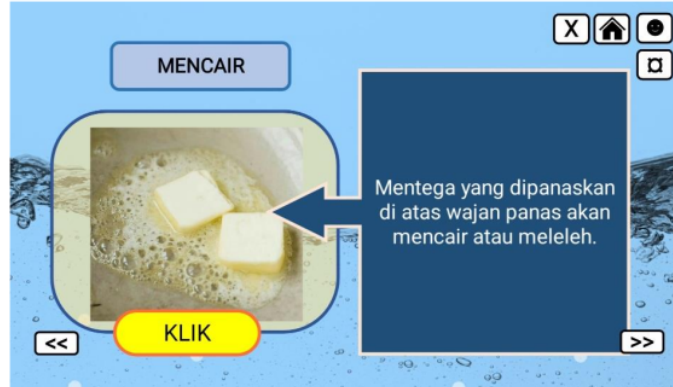 X
MENCAIR
¤
Mentega yang dipanaskan
di atas wajan panas akan
mencair atau meleleh.
KLIK
<<
>>